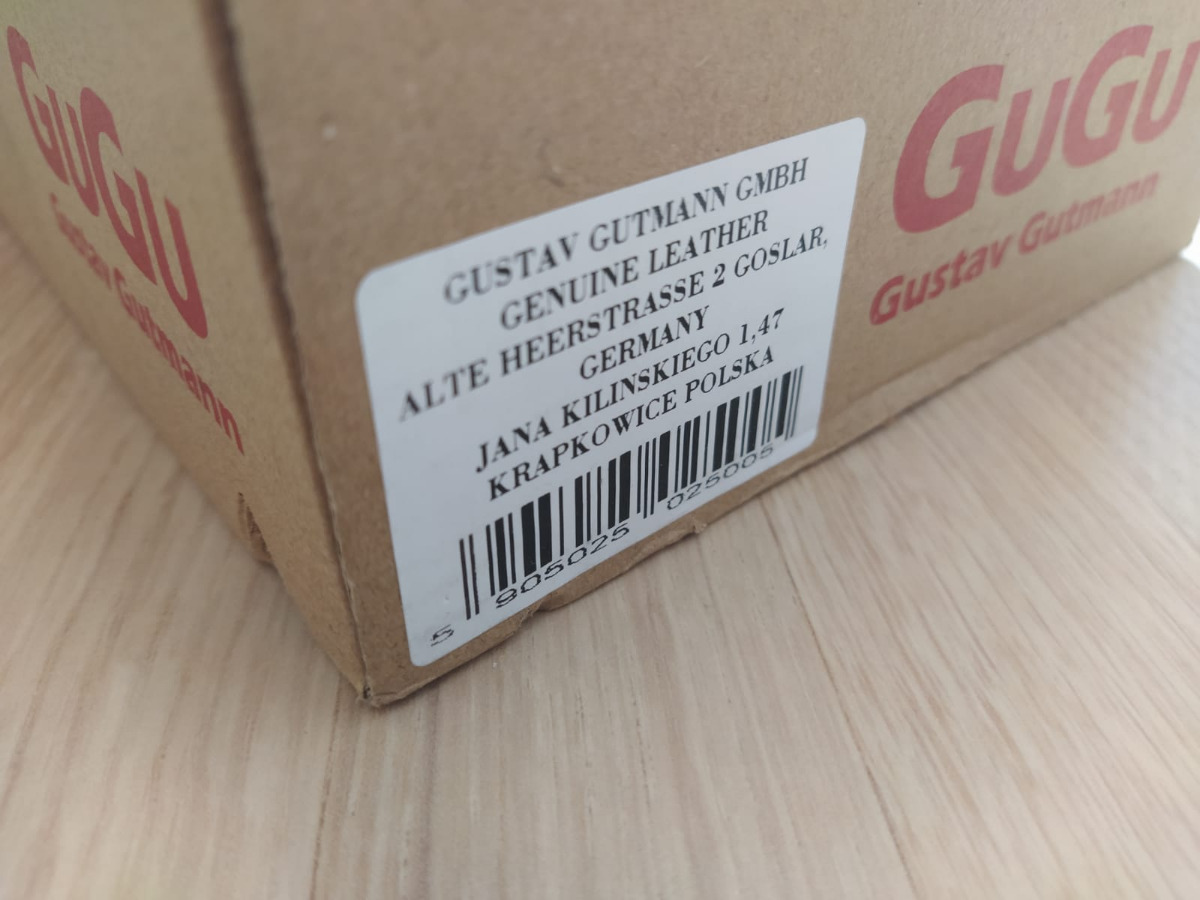 GuGu
Gustav Gutmann
GUSTAV GUTMANN GMBH
GENUINE LEATHER
ALTE HEERSTRASSE 2 GOSLAR,
GERMANY
JANA KILINSKIEGO 1,47
KRAPKOWICE POLSKA
5 905025 025005
GuGu
Gustav Gutmann